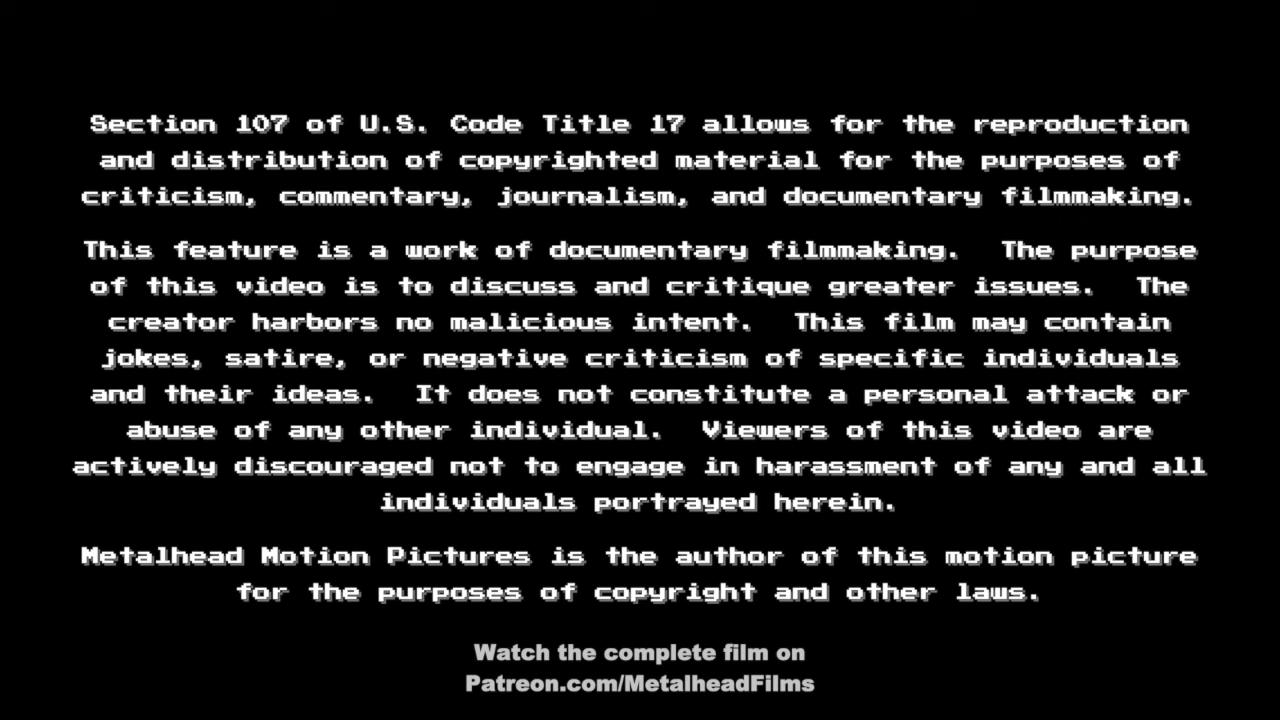 Section 107 of U.S. Code Title 17 allows for the reproduction
and distribution of copyrighted material for the purposes of
criticism, commentary, journalism, and documentary filmmaking.
This feature is a work of documentary filmmaking.  The purpose
of this video is to discuss and critique greater issues.  The
creator harbors no malicious intent.  This film may contain
jokes, satire, or negative criticism of specific individuals
and their ideas.  It does not constitute a personal attack or
abuse of any other individual.  Viewers of this video are
actively discouraged not to engage in harassment of any and all
individuals portrayed herein.
Metalhead Motion Pictures is the author of this motion picture
for the purposes of copyright and other laws.
Watch the complete film on
Patreon.com/MetalheadFilms